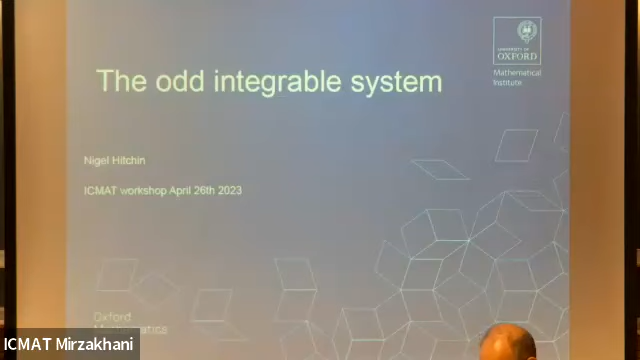 UNIVERSITY OF
OXFORD
Mathematical
Institute
The odd integrable system
Nigel Hitchin
ICMAT workshop April 26th 2023
Oxford
Mathematics
ICMAT Mirzakhani